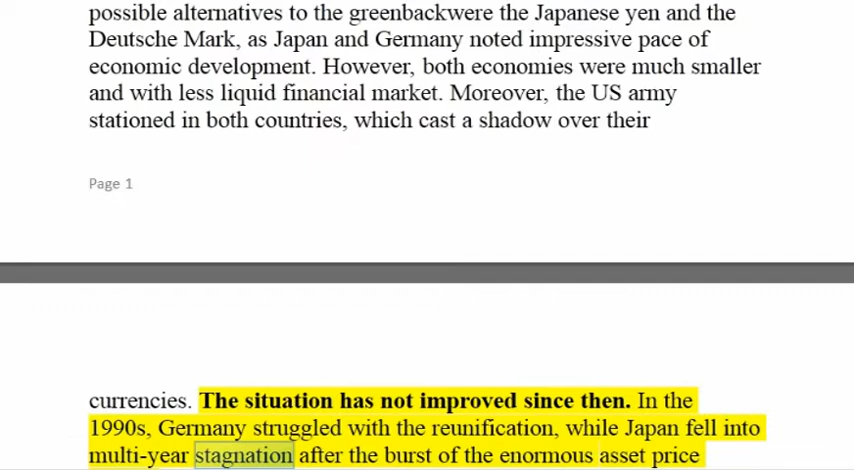 possible alternatives to the greenbackwere the Japanese yen and the
Deutsche Mark, as Japan and Germany noted impressive pace of
economic development. However, both economies were much smaller
and with less liquid financial market. Moreover, the US army
stationed in both countries, which cast a shadow over their
Page 1
currencies. The situation has not improved since then. In the
1990s, Germany struggled with the reunification, while Japan fell into
multi-year stagnation after the burst of the enormous asset price